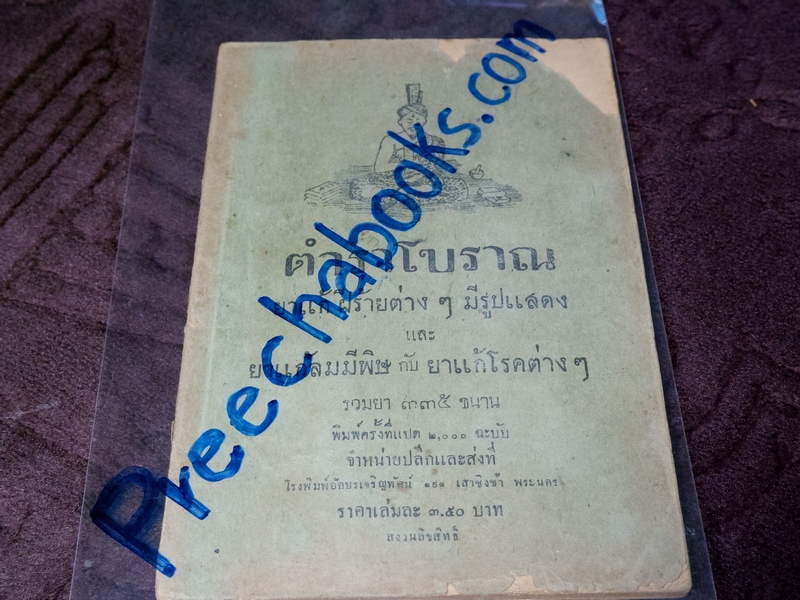 Preechabooks.com
ตำราโบราณ
ยาแก้ ฝีร้ายต่าง ๆ มีรูปแสดง
และ
ยาแก้ลมมีพิษ กับ ยาแก้โรคต่าง ๆ
รวมยา ๓๓๕ ขนาน
พิมพ์ครั้งที่แปด ๒,๐๐๐ ฉะบับ
จำหน่ายปลีกและส่งที่
โรงพิมพ์อักษรเจริญทัศน์ ๑๙๑ เสาชิงช้า พระนคร
ราคาเล่มละ ๓.๕๐ บาท
สงวนลิขสิทธิ์